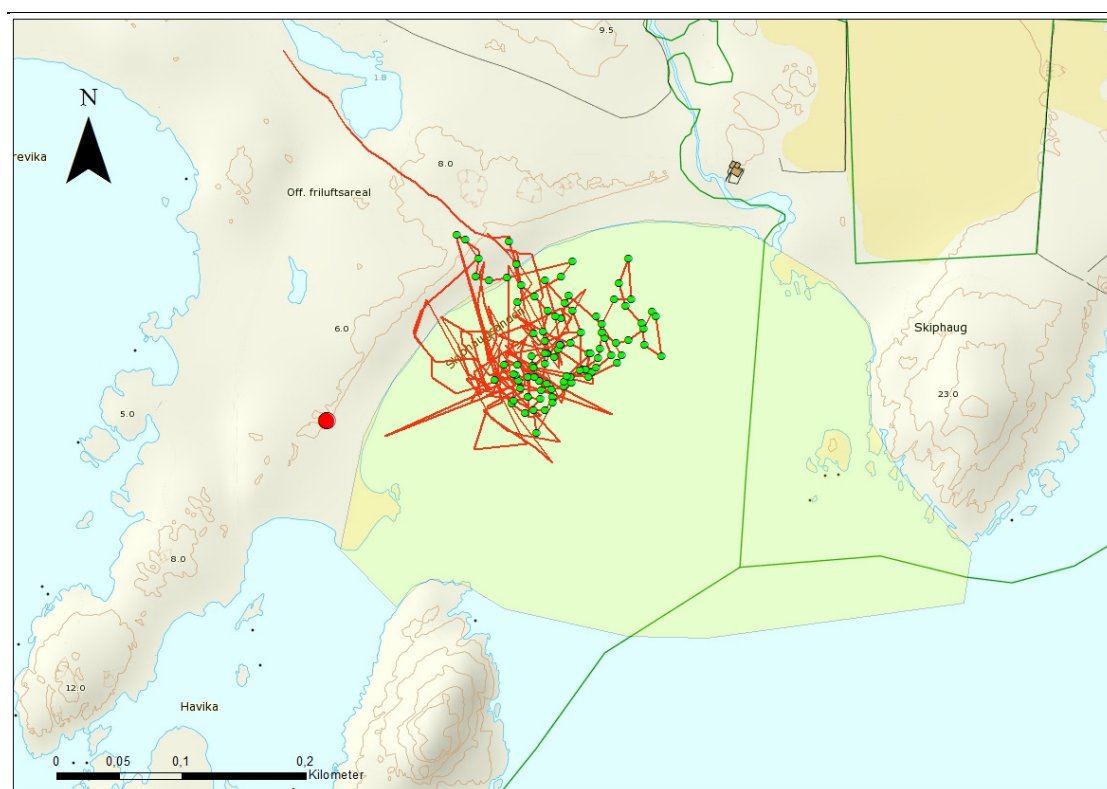 9.5
1.8
N
revika
8.0
Off. friluftsareal
6.0
Skiphaug
Skiphaugsanden
23.0
5.0
8.0
12.0
Havika
0 0,05 0,1 0,2
Kilometer